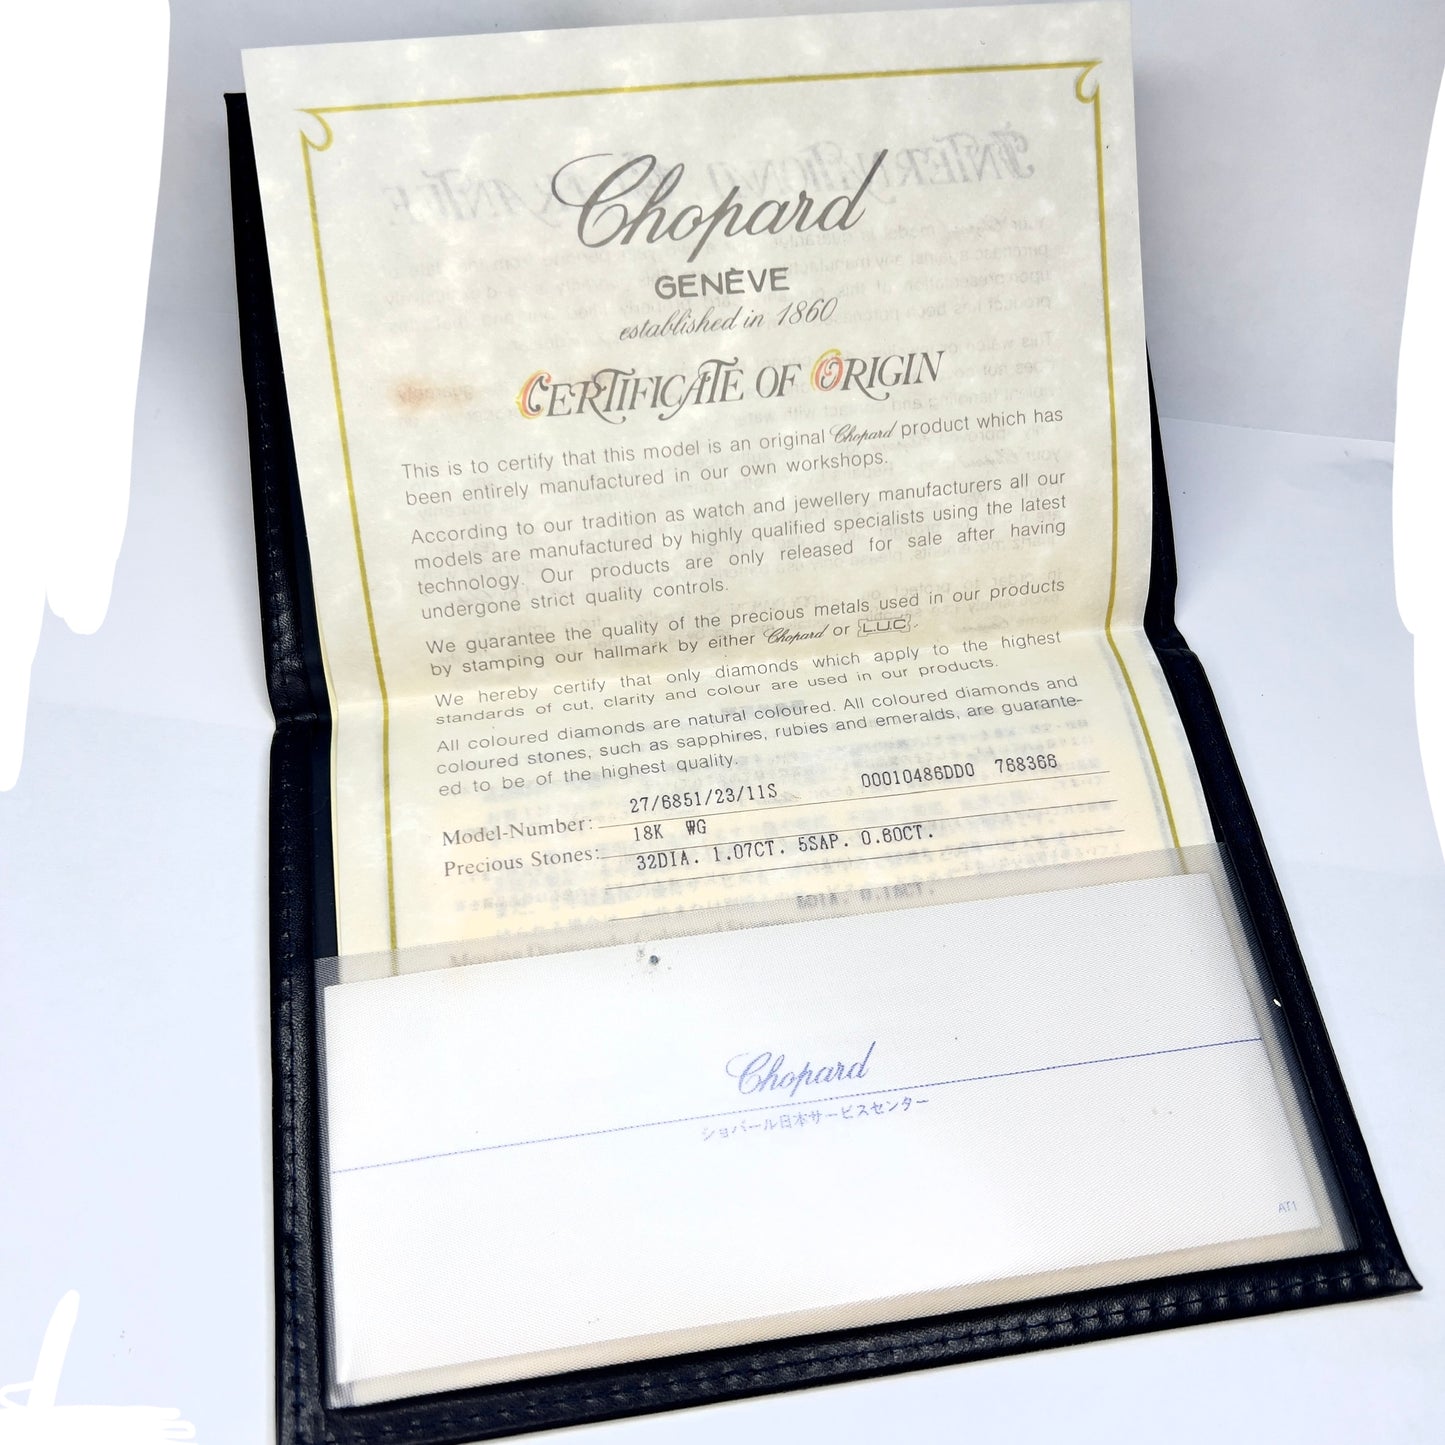 Chopard
GENÈVE
established in 1860
CERTIFICATE OF ORIGIN
This is to certify that this model is an original Chopard product which has
been entirely manufactured in our own workshops.
According to our tradition as watch and jewellery manufacturers all our
models are manufactured by highly qualified specialists using the latest
technology. Our products are only released for sale after having
undergone strict quality controls.
We guarantee the quality of the precious metals used in our products
by stamping our hallmark by either Chopard or L.U.C.
We hereby certify that only diamonds which apply to the highest
standards of cut, clarity and colour are used in our products.
All coloured diamonds are natural coloured. All coloured diamonds and
coloured stones, such as sapphires, rubies and emeralds, are guarante-
ed to be of the highest quality.
27/6851/23/11S 00010486DD0 768366
Model-Number: 18K WG
Precious Stones: 32DIA. 1.07CT. 5SAP. 0.60CT.
Chopard
ショパール日本サービスセンター
AT1